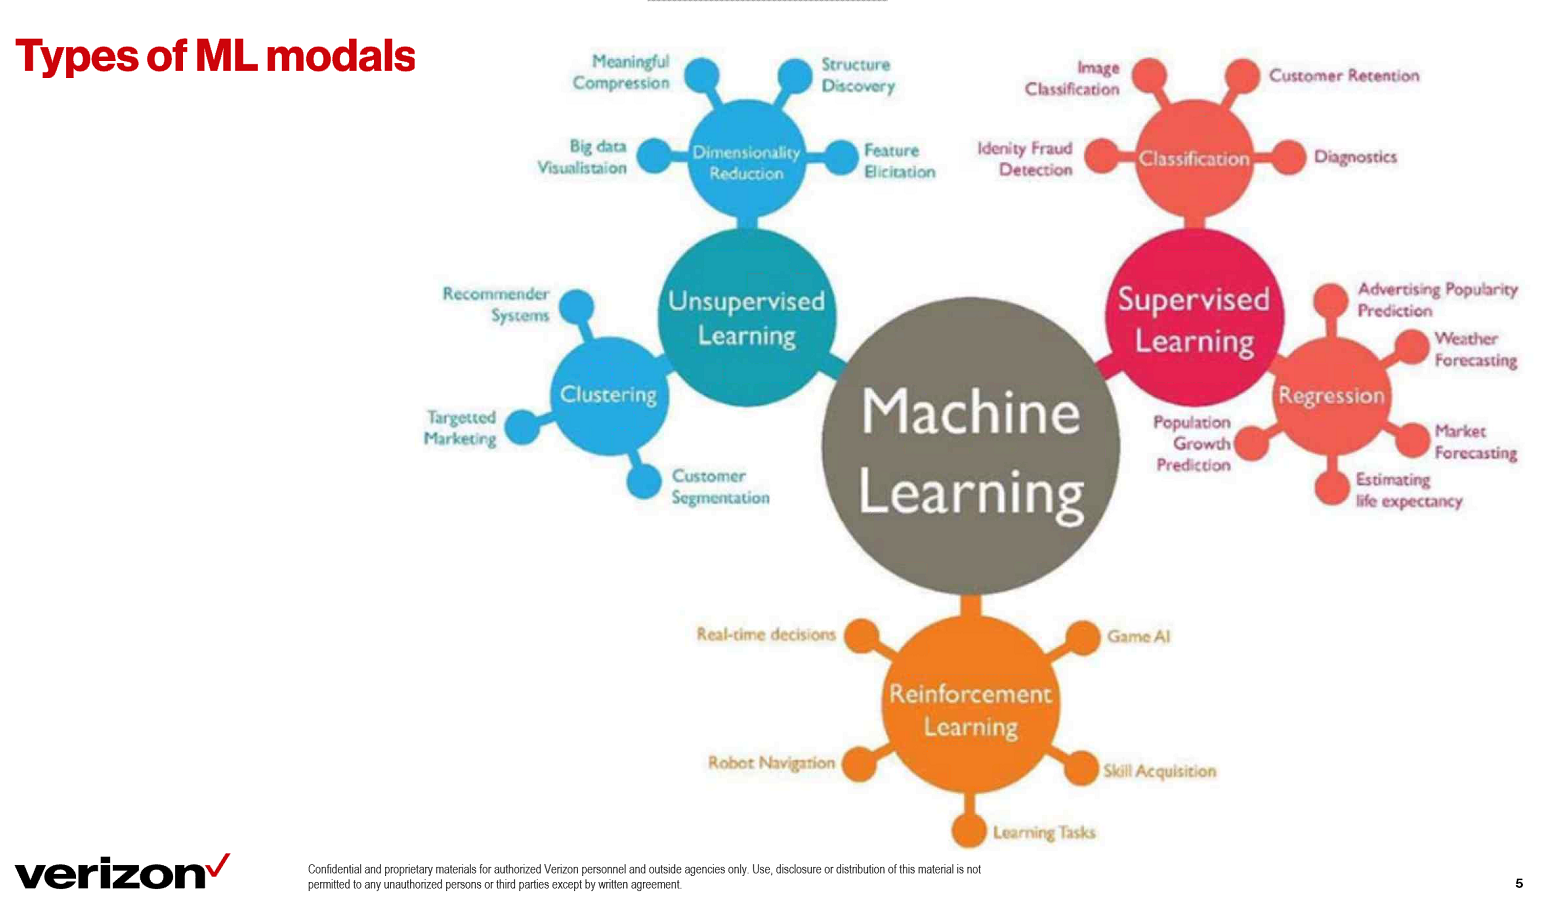 Types of ML modals
Meaningful
Compression
Structure
Discovery
Big data
Visualistaion
Dimensionality
Reduction
Feature
Elicitation
Unsupervised
Learning
Recommender
Systems
Clustering
Targetted
Marketing
Customer
Segmentation
Machine
Learning
Image
Classification
Customer Retention
Idenity Fraud
Detection
Classification
Diagnostics
Supervised
Learning
Advertising Popularity
Prediction
Weather
Forecasting
Regression
Population
Growth
Prediction
Market
Forecasting
Estimating
life expectancy
Real-time decisions
Game AI
Reinforcement
Learning
Robot Navigation
Skill Acquisition
Learning Tasks
verizon
Confidential and proprietary materials for authorized Verizon personnel and outside agencies only. Use, disclosure or distribution of this material is not
permitted to any unauthorized persons or third parties except by written agreement.
5